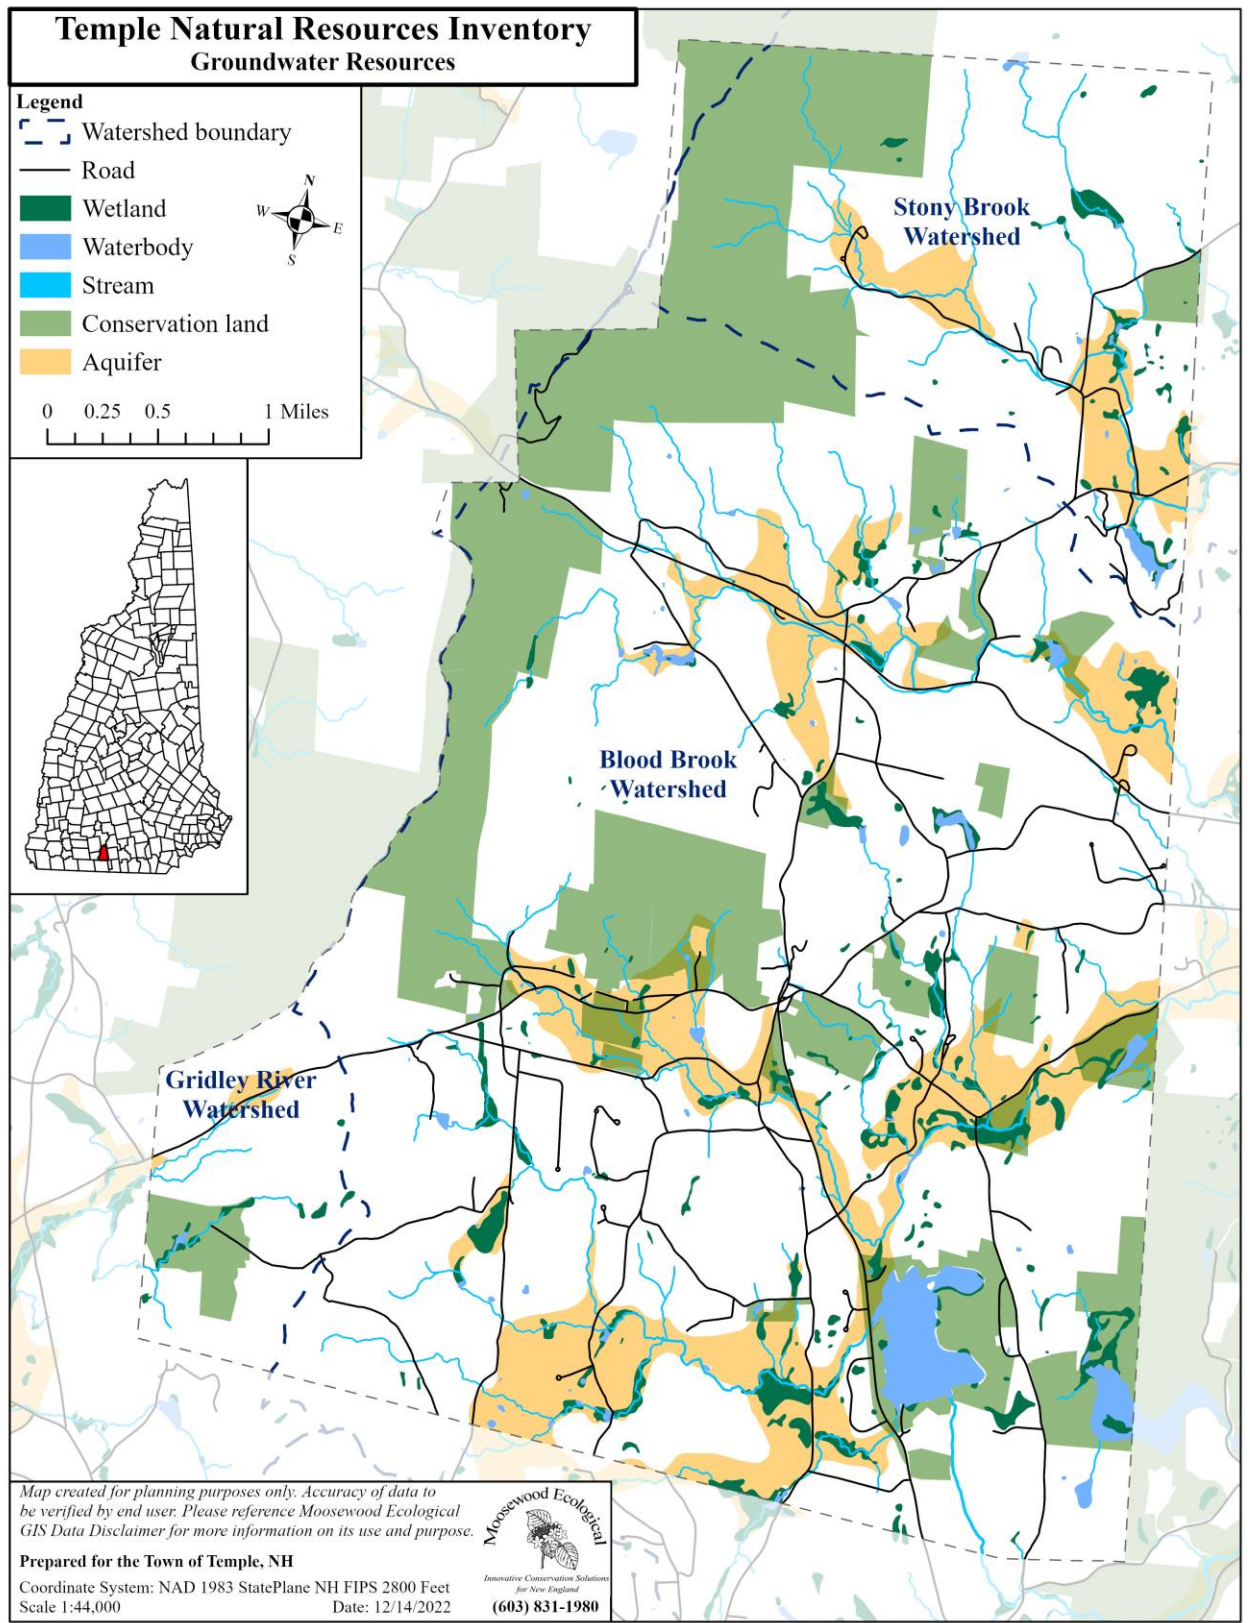 Temple Natural Resources Inventory
Groundwater Resources
Legend
Watershed boundary
Road
Wetland
Waterbody
Stream
Conservation land
Aquifer
N
W
E
S
0 0.25 0.5 1 Miles
Stony Brook
Watershed
Blood Brook
Watershed
Gridley River
Watershed
Map created for planning purposes only. Accuracy of data to
be verified by end user. Please reference Moosewood Ecological
GIS Data Disclaimer for more information on its use and purpose.
Prepared for the Town of Temple, NH
Coordinate System: NAD 1983 StatePlane NH FIPS 2800 Feet
Scale 1:44,000 Date: 12/14/2022
Moosewood Ecological
Innovative Conservation Solutions
for New England
(603) 831-1980